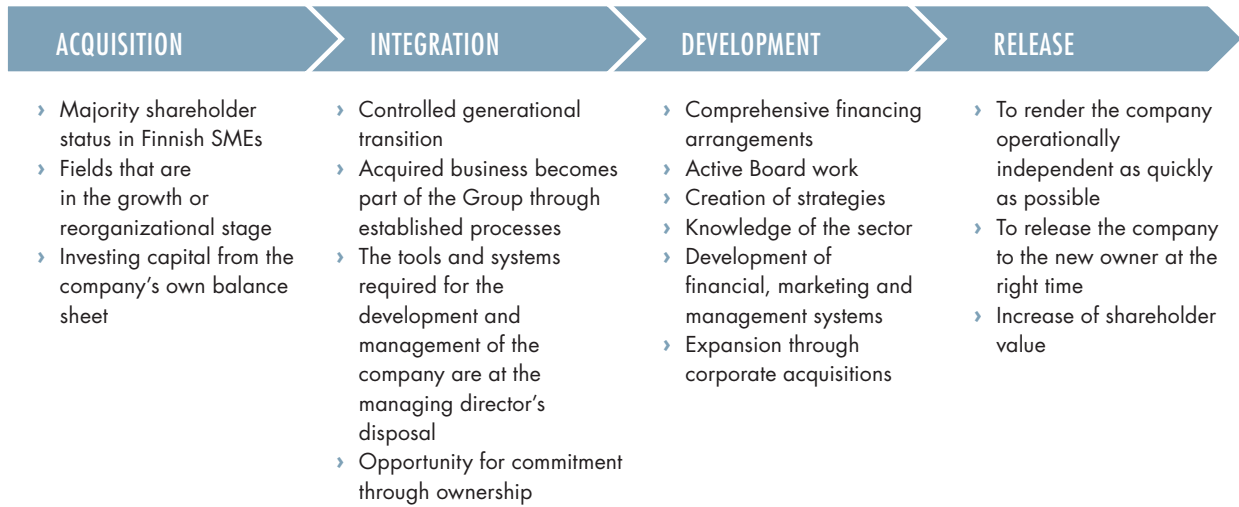 ACQUISITION
› Majority shareholder
status in Finnish SMEs
› Fields that are
in the growth or
reorganizational stage
› Investing capital from the
company’s own balance
sheet
INTEGRATION
› Controlled generational
transition
› Acquired business becomes
part of the Group through
established processes
› The tools and systems
required for the
development and
management of the
company are at the
managing director’s
disposal
› Opportunity for commitment
through ownership
DEVELOPMENT
› Comprehensive financing
arrangements
› Active Board work
› Creation of strategies
› Knowledge of the sector
› Development of
financial, marketing and
management systems
› Expansion through
corporate acquisitions
RELEASE
› To render the company
operationally
independent as quickly
as possible
› To release the company
to the new owner at the
right time
› Increase of shareholder
value